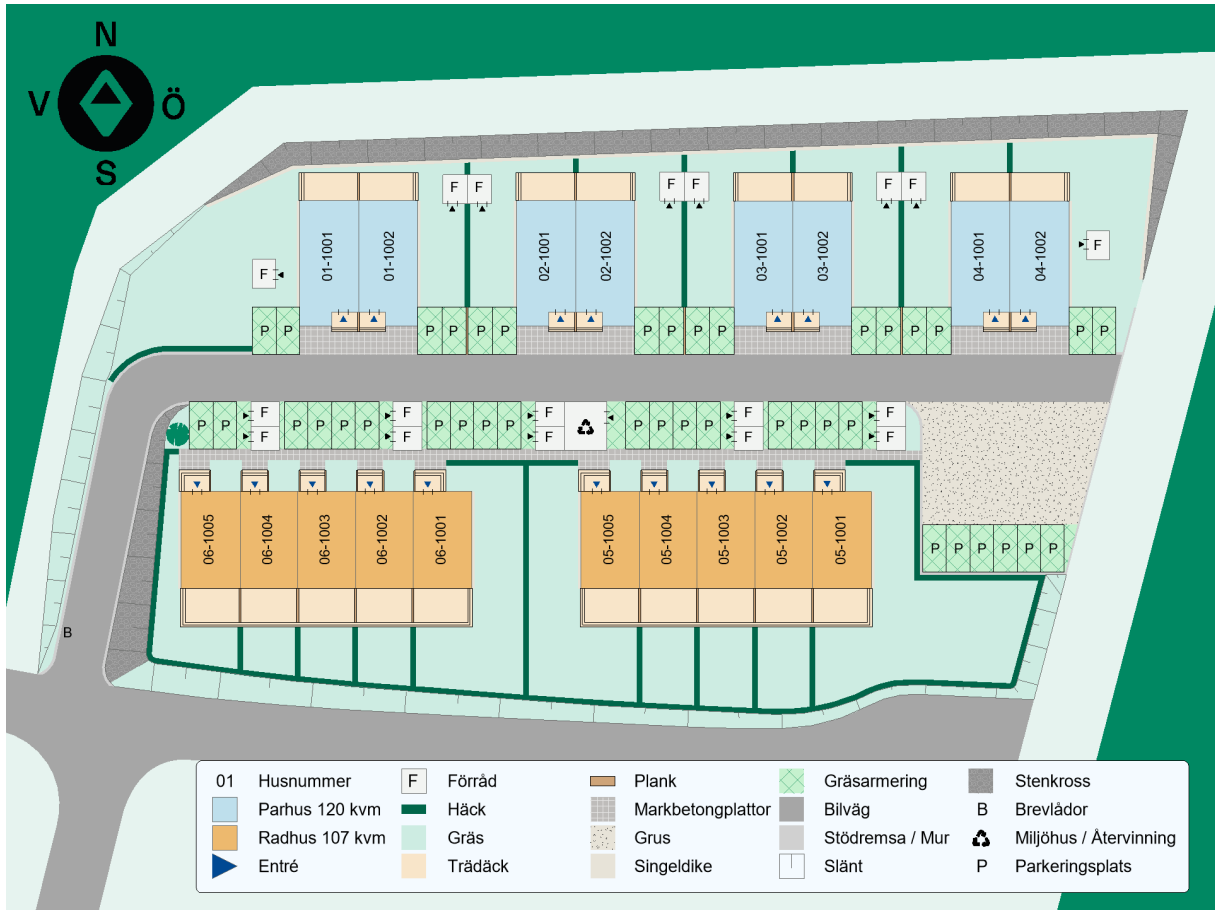 N
V Ö
S
F F F F F F
01-1001 01-1002 02-1001 02-1002 03-1001 03-1002 04-1001 04-1002
F F
P P P P P P P P P P P P P P P P
F F F F F
P P P P P P P P P P P P P P P P P P
F F F F F
06-1005 06-1004 06-1003 06-1002 06-1001 05-1005 05-1004 05-1003 05-1002 05-1001
P P P P P P
B
01 Husnummer F Förråd Plank Gräsarmering Stenkross
Parhus 120 kvm Häck Markbetongplattor Bilväg B Brevlådor
Radhus 107 kvm Gräs Grus Stödremsa / Mur Miljöhus / Återvinning
Entré Trädäck Singeldike Slänt P Parkeringsplats